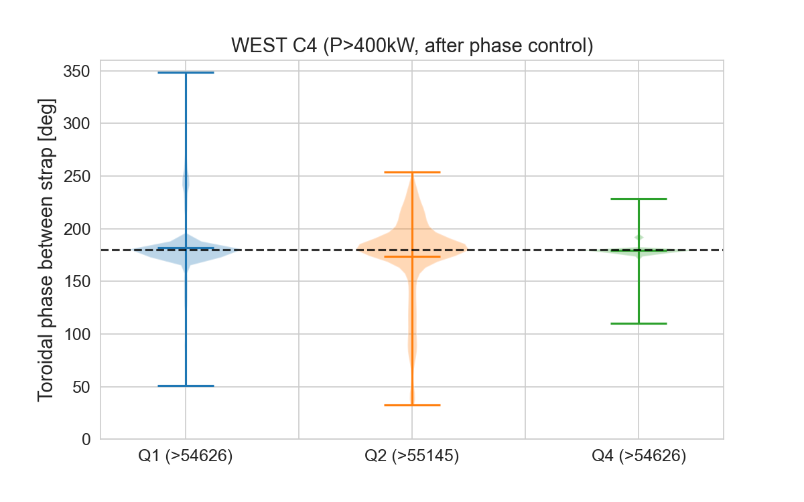 WEST C4 (P>400kW, after phase control)
Toroidal phase between strap [deg]
350
300
250
200
150
100
50
0
Q1 (>54626)
Q2 (>55145)
Q4 (>54626)